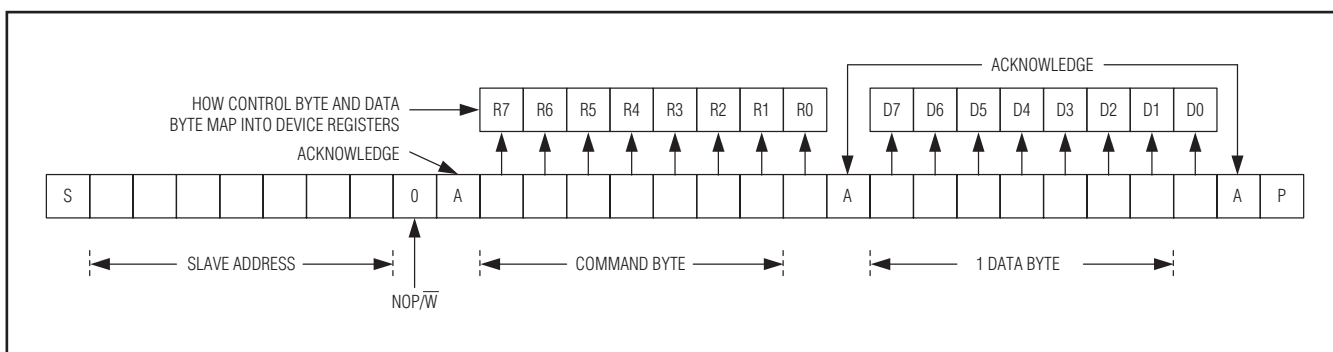 ACKNOWLEDGE
HOW CONTROL BYTE AND DATA
BYTE MAP INTO DEVICE REGISTERS
R7 R6 R5 R4 R3 R2 R1 R0
D7 D6 D5 D4 D3 D2 D1 D0
ACKNOWLEDGE
S 0 A A A P
SLAVE ADDRESS
COMMAND BYTE
1 DATA BYTE
NOP/W̅